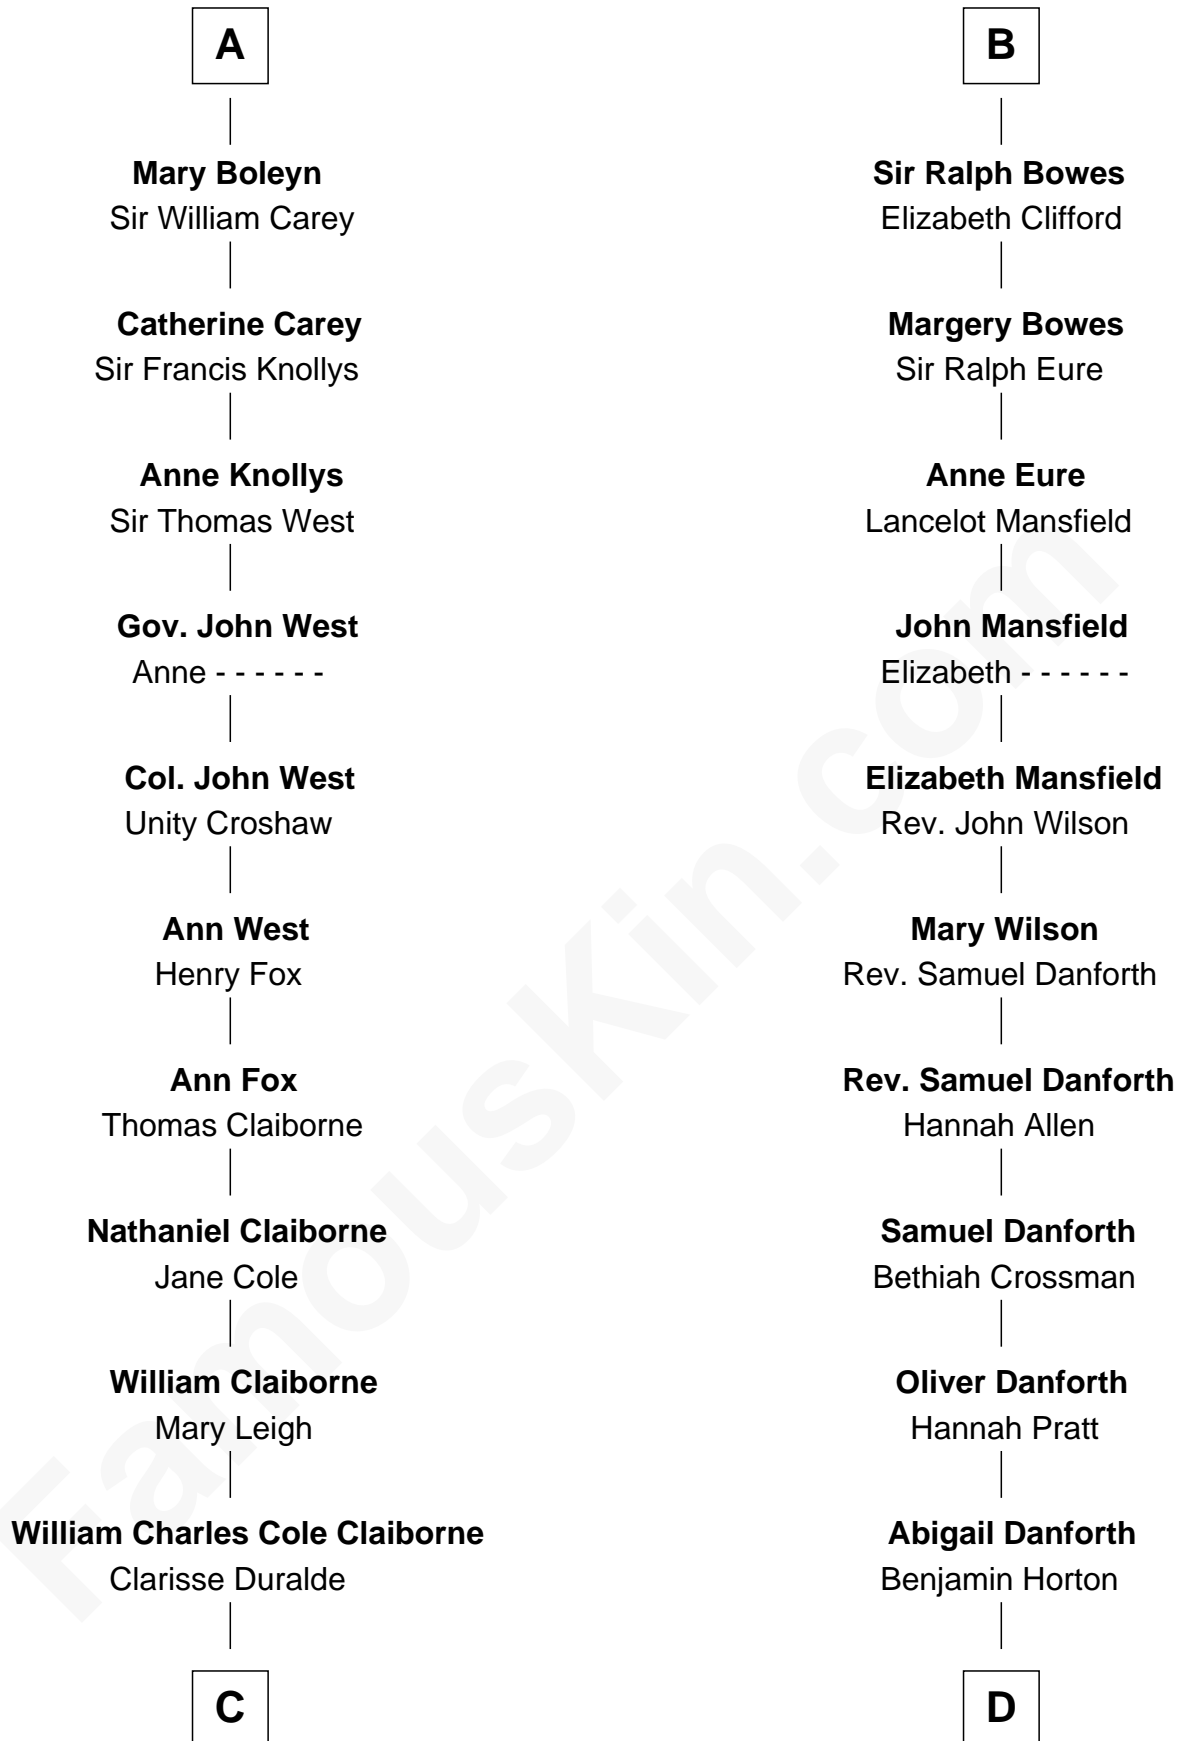 A
Mary Boleyn
Sir William Carey
Catherine Carey
Sir Francis Knollys
Anne Knollys
Sir Thomas West
Gov. John West
Anne - - - - - -
Col. John West
Unity Croshaw
Ann West
Henry Fox
Ann Fox
Thomas Claiborne
Nathaniel Claiborne
Jane Cole
William Claiborne
Mary Leigh
William Charles Cole Claiborne
Clarisse Duralde
C
B
Sir Ralph Bowes
Elizabeth Clifford
Margery Bowes
Sir Ralph Eure
Anne Eure
Lancelot Mansfield
John Mansfield
Elizabeth - - - - - -
Elizabeth Mansfield
Rev. John Wilson
Mary Wilson
Rev. Samuel Danforth
Rev. Samuel Danforth
Hannah Allen
Samuel Danforth
Bethiah Crossman
Oliver Danforth
Hannah Pratt
Abigail Danforth
Benjamin Horton
D
FamousKin.com